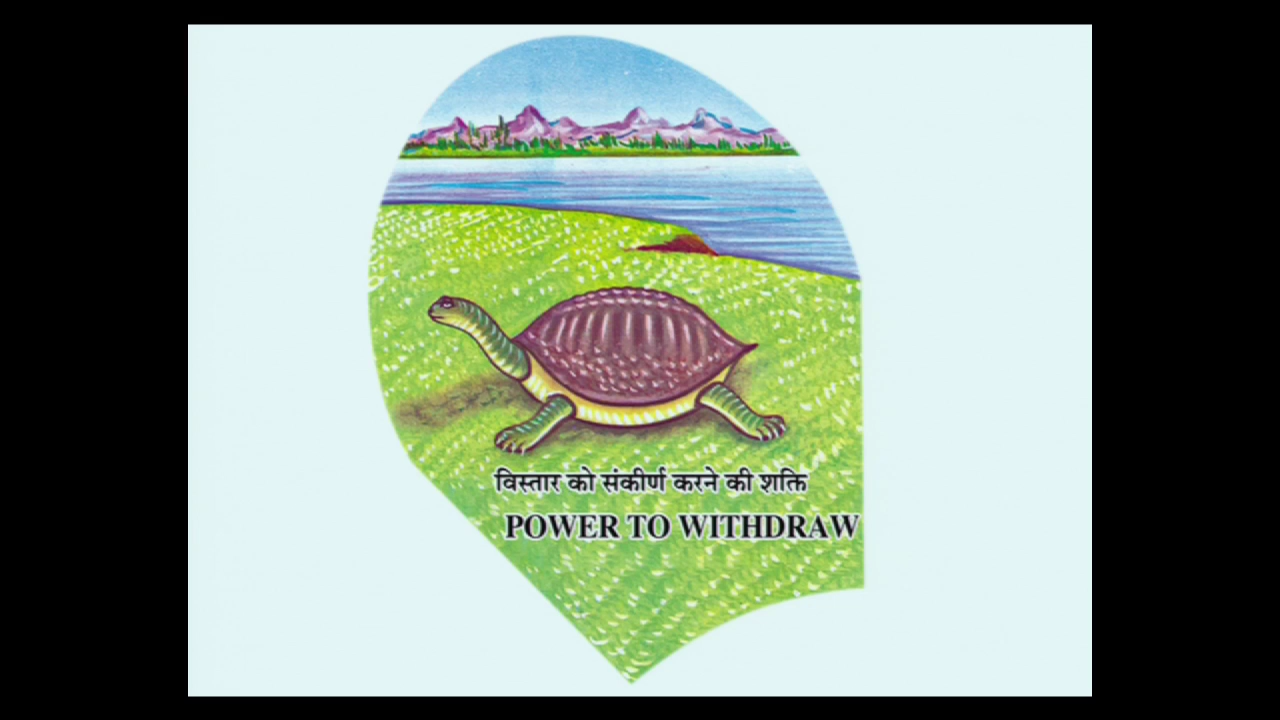 विस्तार को संकीर्ण करने की शक्ति
POWER TO WITHDRAW